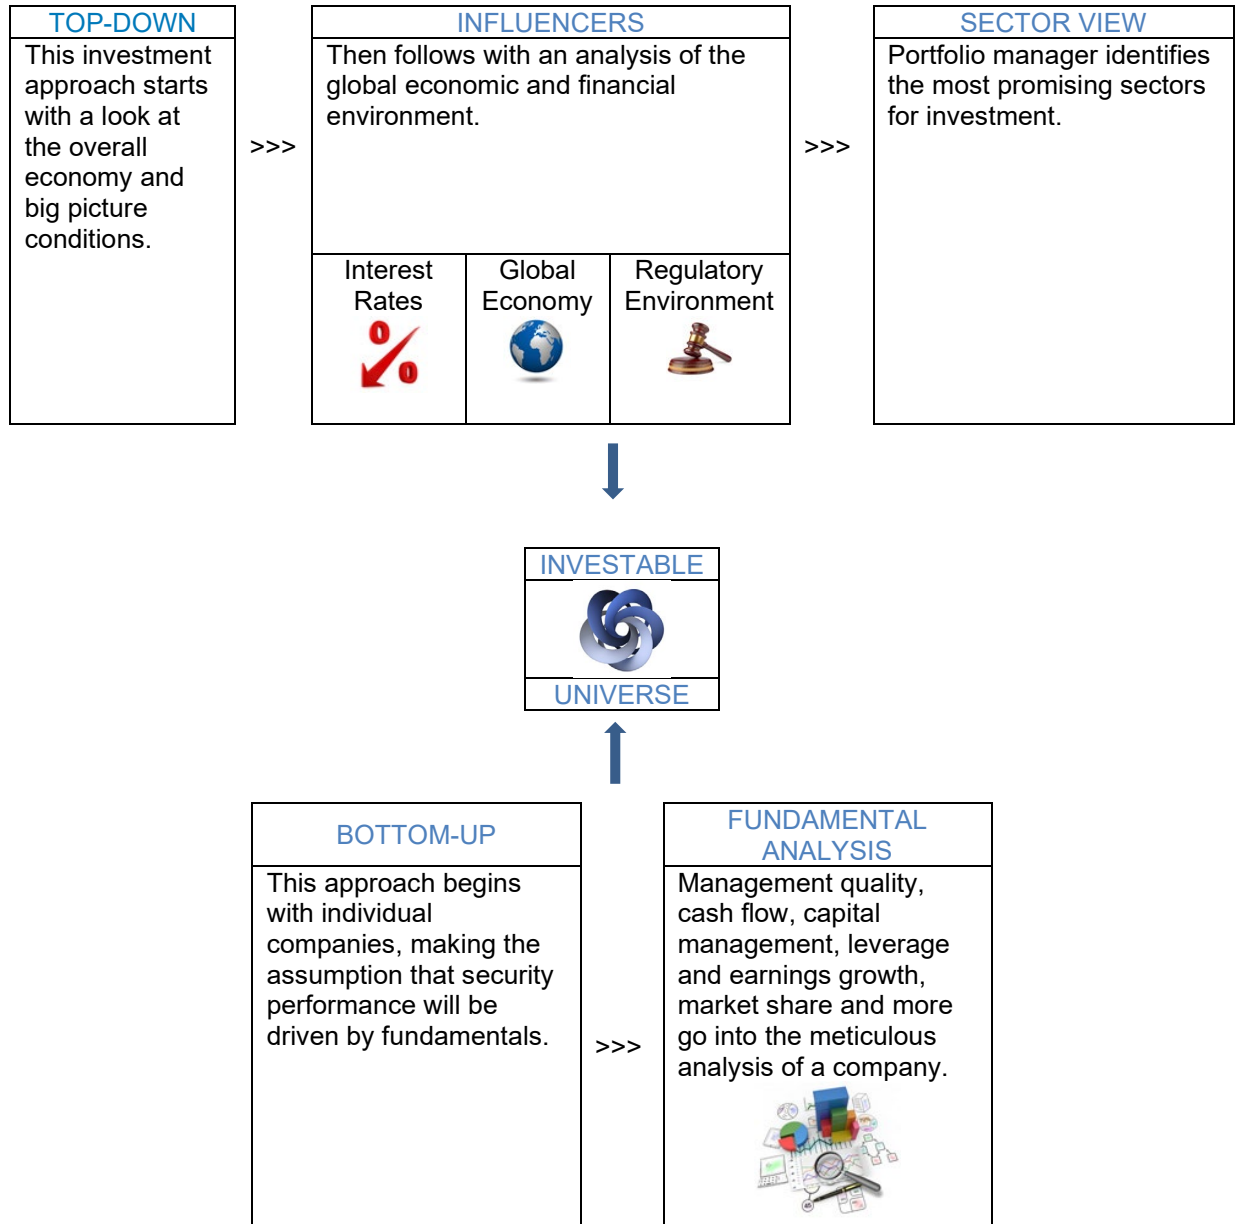 TOP-DOWN
This investment
approach starts
with a look at
the overall
economy and
big picture
conditions.
>>>
INFLUENCERS
Then follows with an analysis of the
global economic and financial
environment.
Interest
Rates
Global
Economy
Regulatory
Environment
>>>
SECTOR VIEW
Portfolio manager identifies
the most promising sectors
for investment.
INVESTABLE
UNIVERSE
BOTTOM-UP
This approach begins
with individual
companies, making the
assumption that security
performance will be
driven by fundamentals.
>>>
FUNDAMENTAL
ANALYSIS
Management quality,
cash flow, capital
management, leverage
and earnings growth,
market share and more
go into the meticulous
analysis of a company.